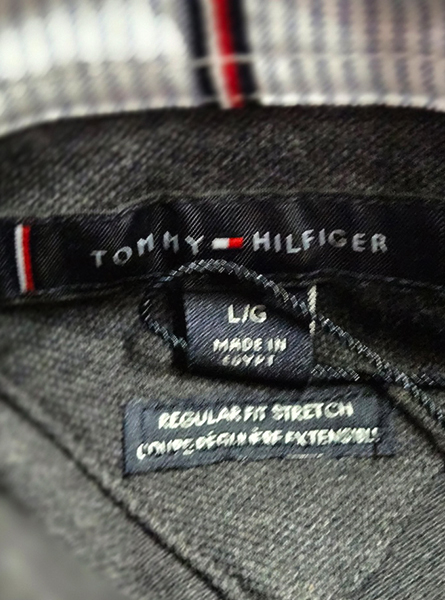 TOMMY HILFIGER
L/G
MADE IN
EGYPT
REGULAR FIT STRETCH
COUPE RÉGULIÈRE EXTENSIBLE